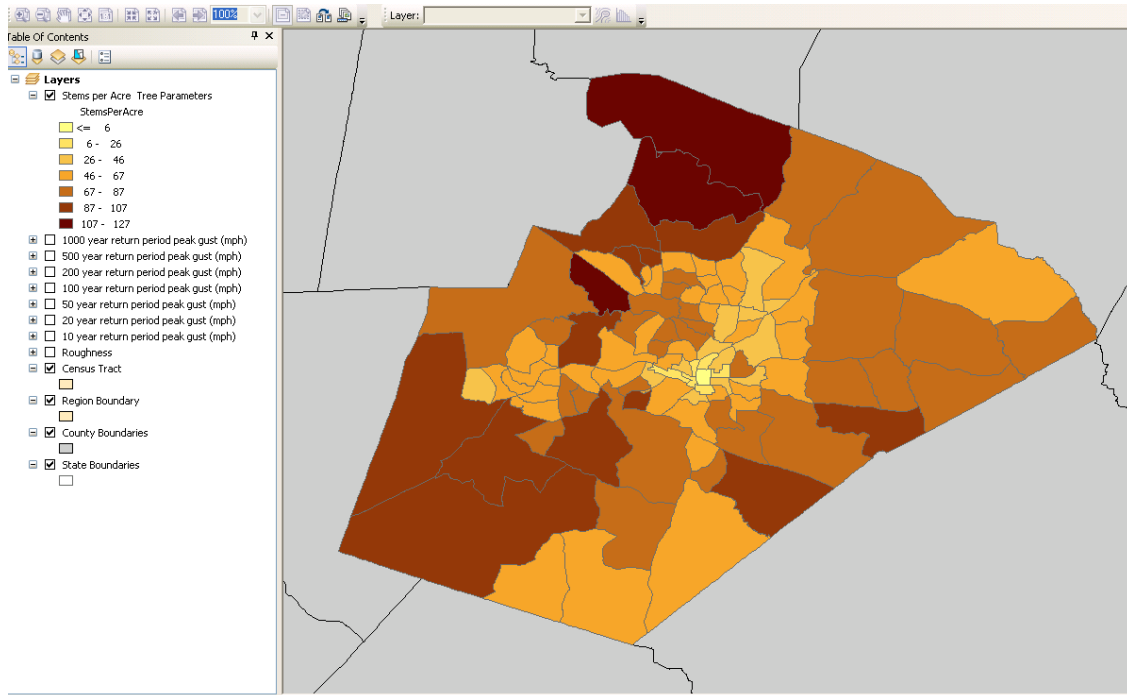 100%
Layer:
Table Of Contents
Layers
Stems per Acre Tree Parameters
StemsPerAcre
<= 6
6 - 26
26 - 46
46 - 67
67 - 87
87 - 107
107 - 127
1000 year return period peak gust (mph)
500 year return period peak gust (mph)
200 year return period peak gust (mph)
100 year return period peak gust (mph)
50 year return period peak gust (mph)
20 year return period peak gust (mph)
10 year return period peak gust (mph)
Roughness
Census Tract
Region Boundary
County Boundaries
State Boundaries